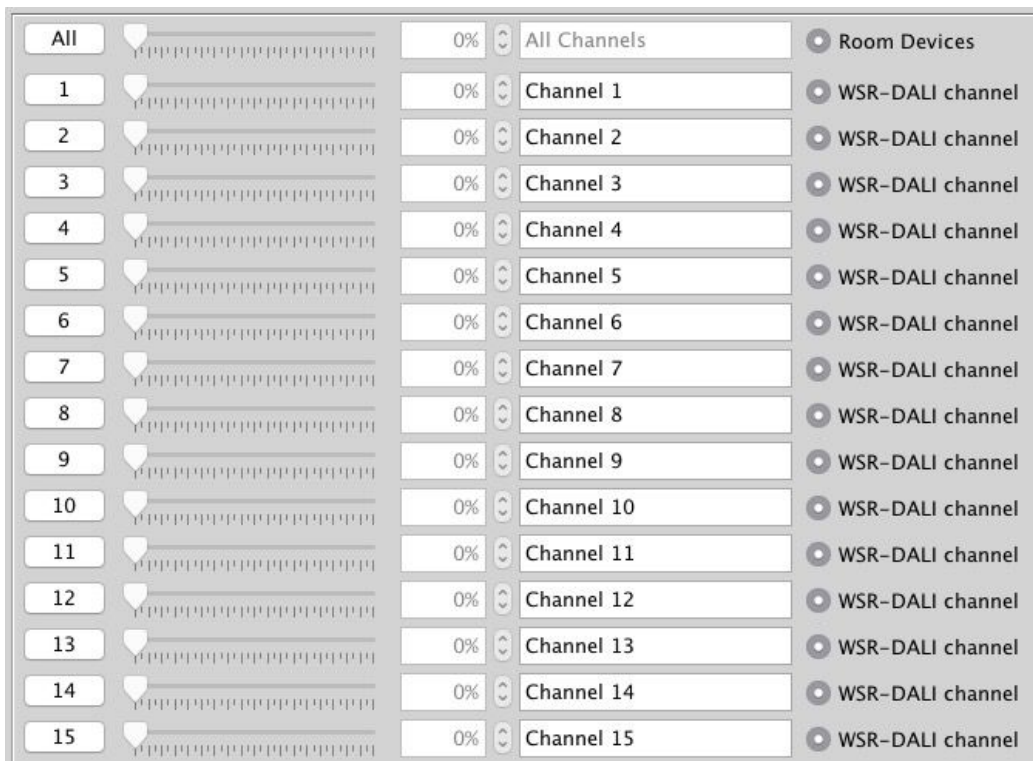 All 0% All Channels Room Devices
1 0% Channel 1 WSR-DALI channel
2 0% Channel 2 WSR-DALI channel
3 0% Channel 3 WSR-DALI channel
4 0% Channel 4 WSR-DALI channel
5 0% Channel 5 WSR-DALI channel
6 0% Channel 6 WSR-DALI channel
7 0% Channel 7 WSR-DALI channel
8 0% Channel 8 WSR-DALI channel
9 0% Channel 9 WSR-DALI channel
10 0% Channel 10 WSR-DALI channel
11 0% Channel 11 WSR-DALI channel
12 0% Channel 12 WSR-DALI channel
13 0% Channel 13 WSR-DALI channel
14 0% Channel 14 WSR-DALI channel
15 0% Channel 15 WSR-DALI channel